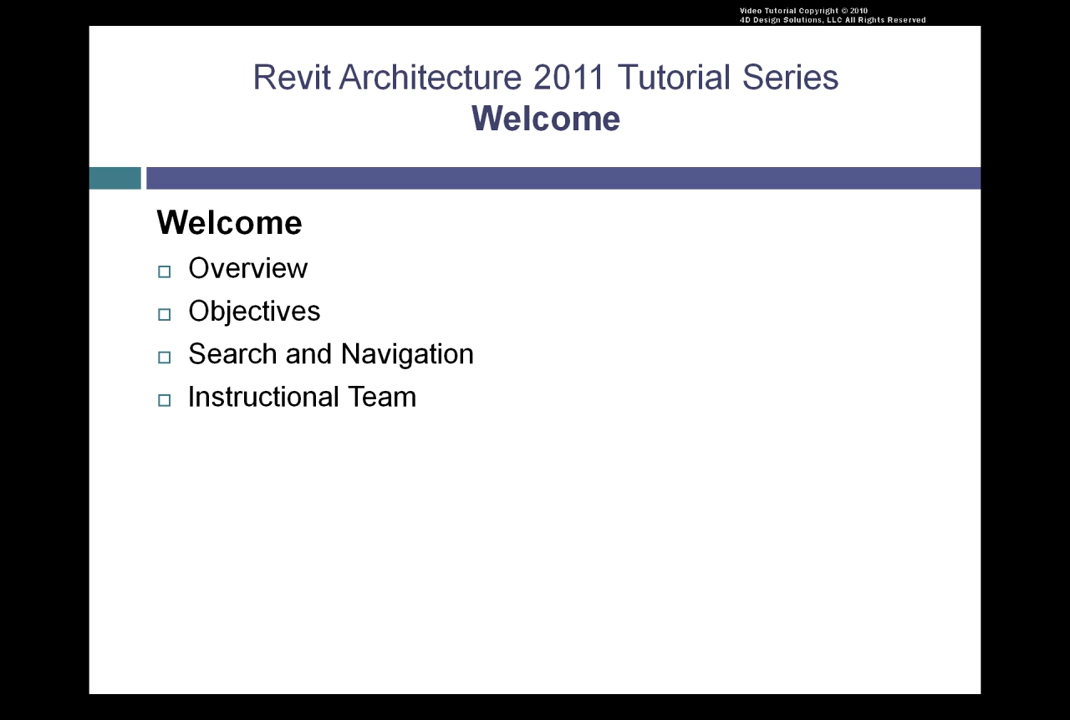 Video Tutorial Copyright © 2010
4D Design Solutions, LLC All Rights Reserved
Revit Architecture 2011 Tutorial Series
Welcome
Welcome
Overview
Objectives
Search and Navigation
Instructional Team